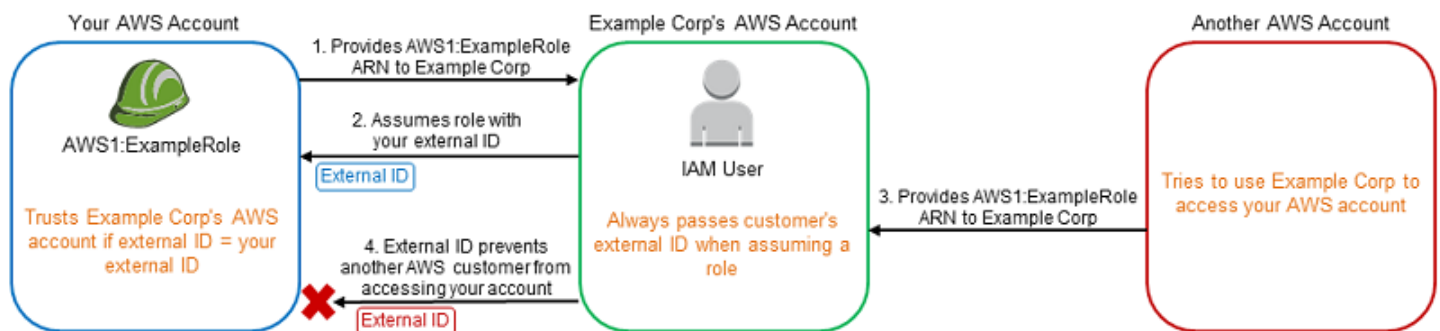 Your AWS Account
Example Corp's AWS Account
Another AWS Account
AWS1:ExampleRole
Trusts Example Corp's AWS
account if external ID = your
external ID
1. Provides AWS1:ExampleRole
ARN to Example Corp
2. Assumes role with
your external ID
External ID
4. External ID prevents
another AWS customer from
accessing your account
External ID
IAM User
Always passes customer's
external ID when assuming a
role
3. Provides AWS1:ExampleRole
ARN to Example Corp
Tries to use Example Corp to
access your AWS account